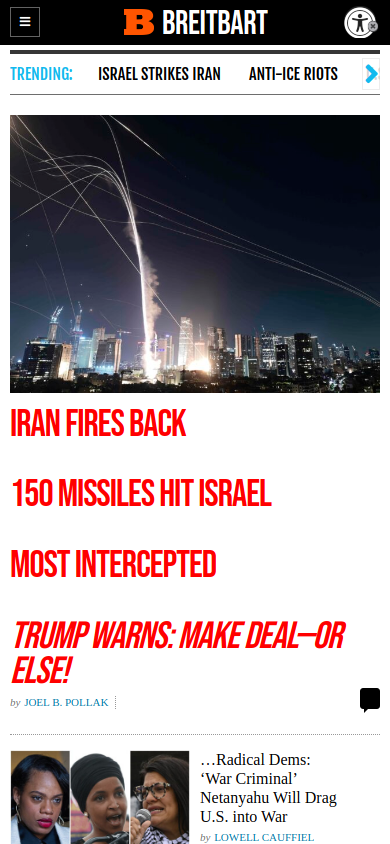 B BREITBART
TRENDING:
ISRAEL STRIKES IRAN
ANTI-ICE RIOTS
IRAN FIRES BACK
150 MISSILES HIT ISRAEL
MOST INTERCEPTED
TRUMP WARNS: MAKE DEAL—OR
ELSE!
by JOEL B. POLLAK
…Radical Dems:
‘War Criminal’
Netanyahu Will Drag
U.S. into War
by LOWELL CAUFFIEL